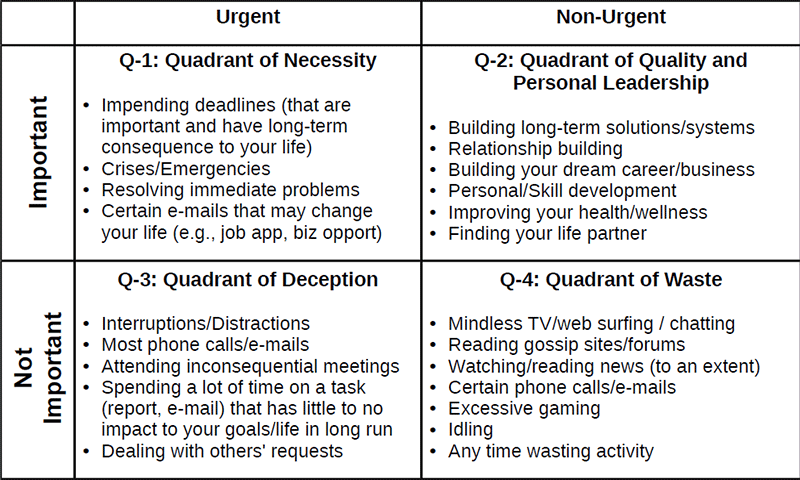 Urgent
Non-Urgent
Important
Q-1: Quadrant of Necessity
• Impending deadlines (that are
important and have long-term
consequence to your life)
• Crises/Emergencies
• Resolving immediate problems
• Certain e-mails that may change
your life (e.g., job app, biz opport)
Q-2: Quadrant of Quality and
Personal Leadership
• Building long-term solutions/systems
• Relationship building
• Building your dream career/business
• Personal/Skill development
• Improving your health/wellness
• Finding your life partner
Not
Important
Q-3: Quadrant of Deception
• Interruptions/Distractions
• Most phone calls/e-mails
• Attending inconsequential meetings
• Spending a lot of time on a task
(report, e-mail) that has little to no
impact to your goals/life in long run
• Dealing with others' requests
Q-4: Quadrant of Waste
• Mindless TV/web surfing / chatting
• Reading gossip sites/forums
• Watching/reading news (to an extent)
• Certain phone calls/e-mails
• Excessive gaming
• Idling
• Any time wasting activity